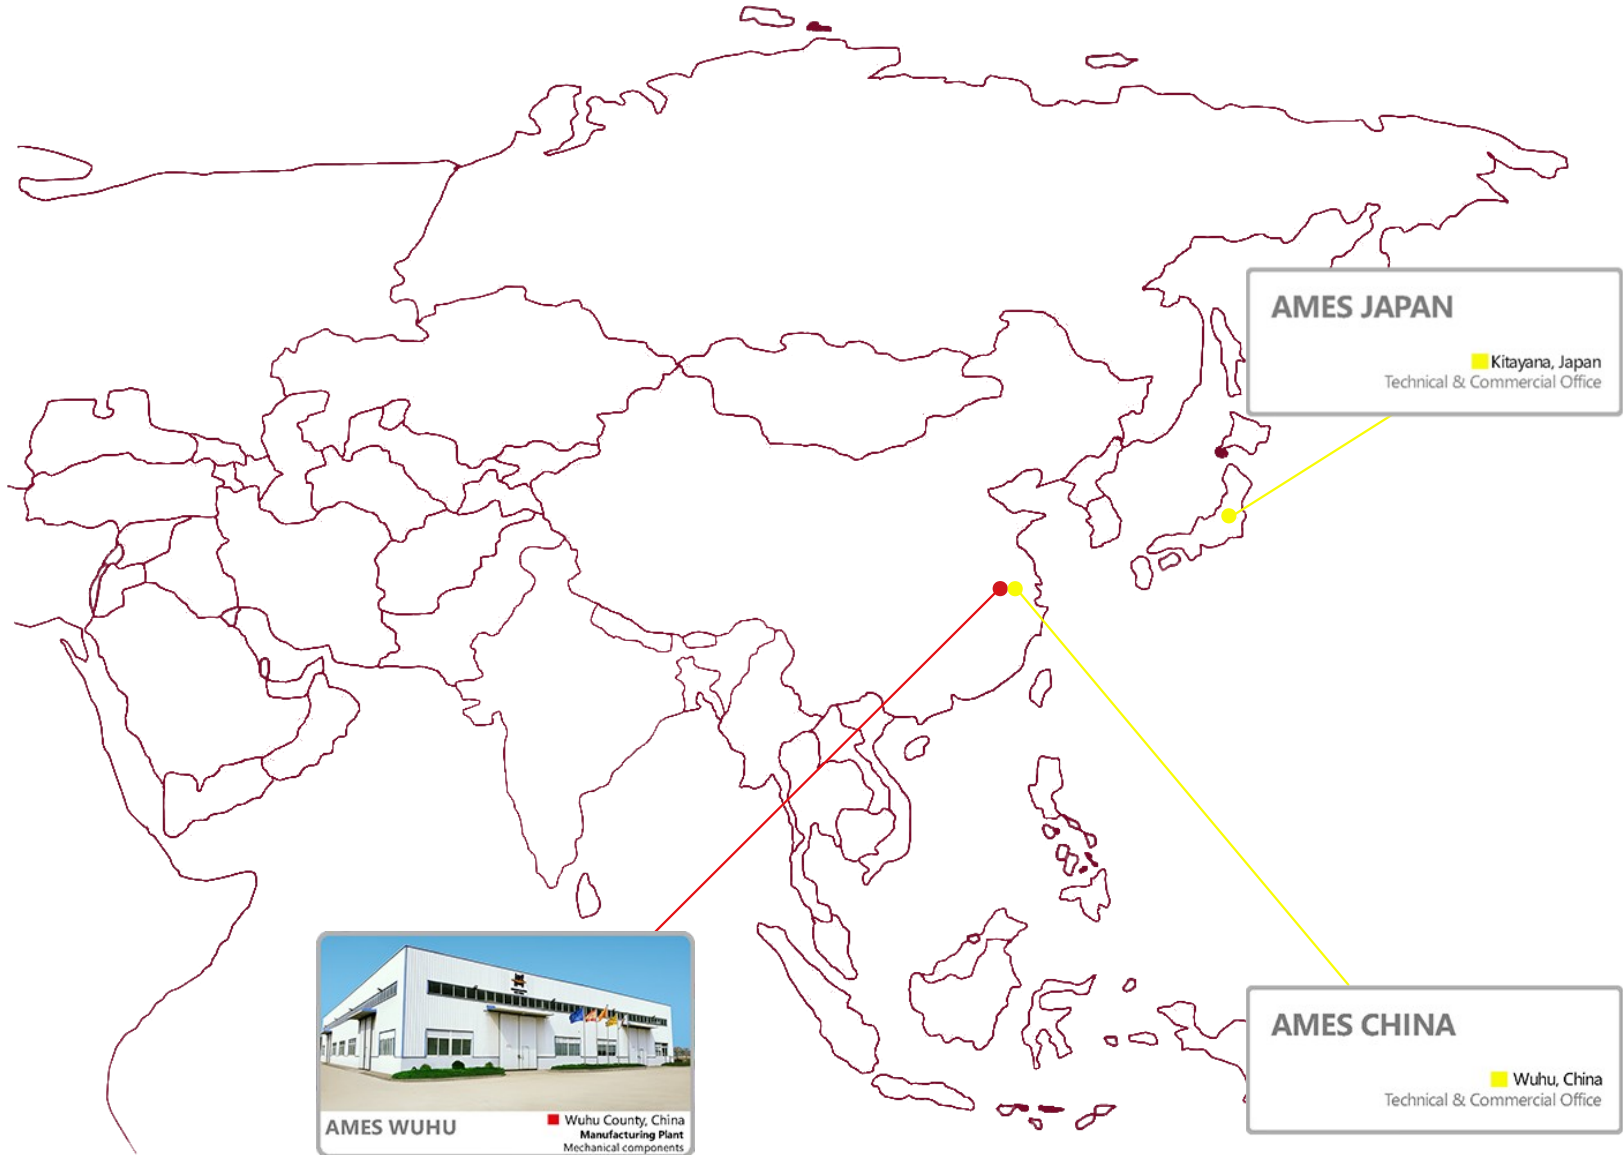 AMES JAPAN
Kitayana, Japan
Technical & Commercial Office
AMES CHINA
Wuhu, China
Technical & Commercial Office
AMES WUHU
Wuhu County, China
Manufacturing Plant
Mechanical components